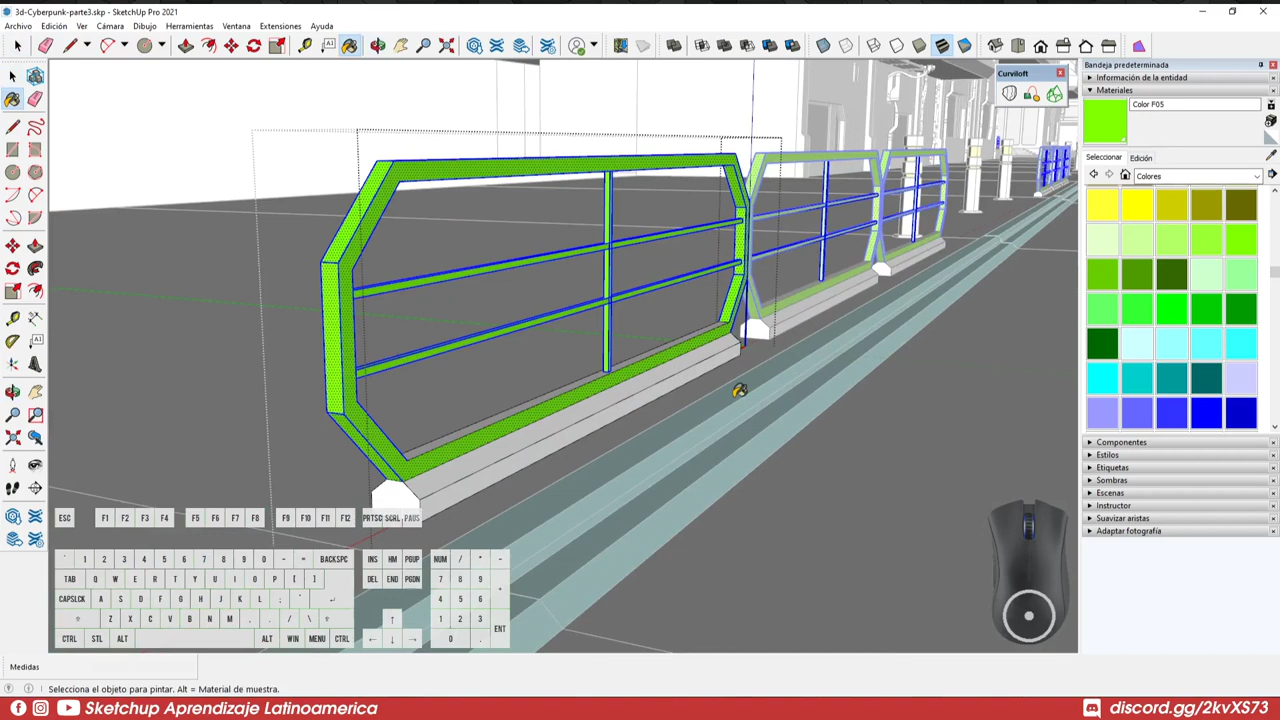 3d-Cyberpunk-parte3.skp - SketchUp Pro 2021
Archivo Edición Ver Cámara Dibujo Herramientas Ventana Extensiones Ayuda
Curviloft
Bandeja predeterminada
Información de la entidad
Materiales
Color F05
Seleccionar Edición
Colores
Componentes
Estilos
Etiquetas
Sombras
Escenas
Instructor
Suavizar aristas
Adaptar fotografía
ESC F1 F2 F3 F4 F5 F6 F7 F8 F9 F10 F11 F12 PRTSC SCRL PAUS
` 1 2 3 4 5 6 7 8 9 0 - = BACKSPC INS HM PGUP NUM / * -
TAB Q W E R T Y U I O P [ ] DEL END PGDN 7 8 9 +
CAPSLCK A S D F G H J K L ; ' 4 5 6
Z X C V B N M , . / \ ↑ 1 2 3 ENT
CTRL STL ALT ALT WIN MENU CTRL ← ↓ → 0 .
Medidas
Selecciona el objeto para pintar. Alt = Material de muestra.
Sketchup Aprendizaje Latinoamerica
discord.gg/2kvXS73